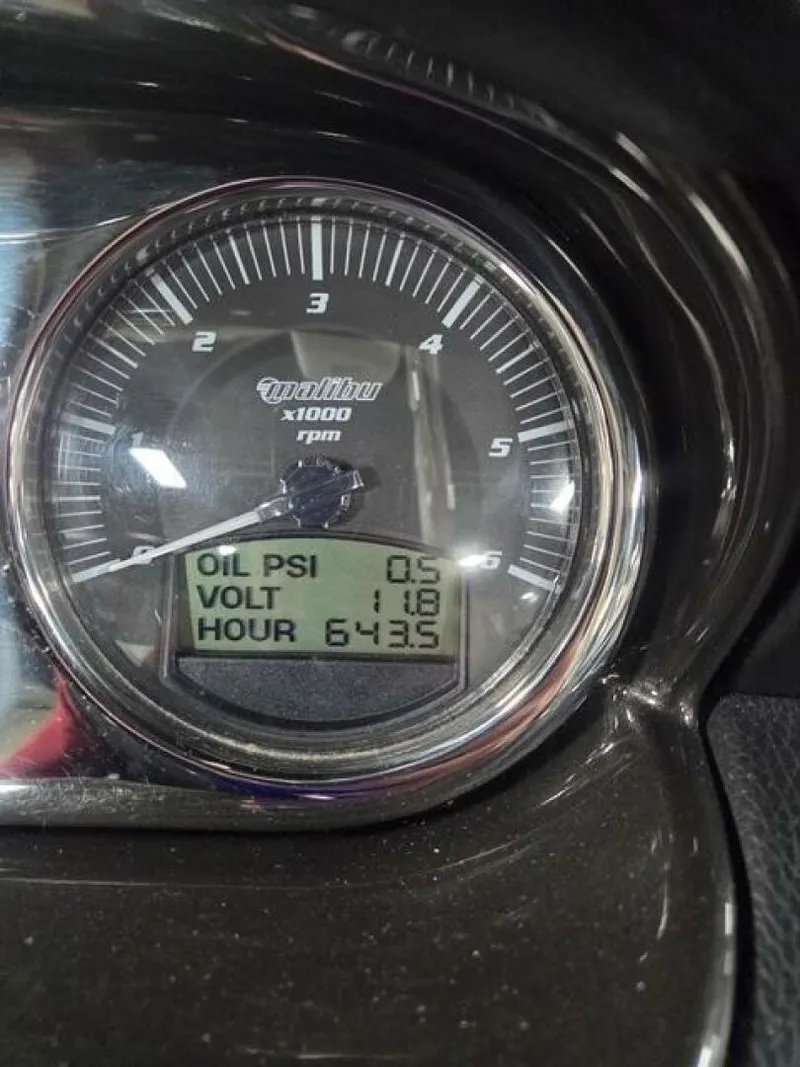 3
2 4
malibu
x1000
rpm
1 5
0 6
OIL PSI 0.5
VOLT 11.8
HOUR 643.5